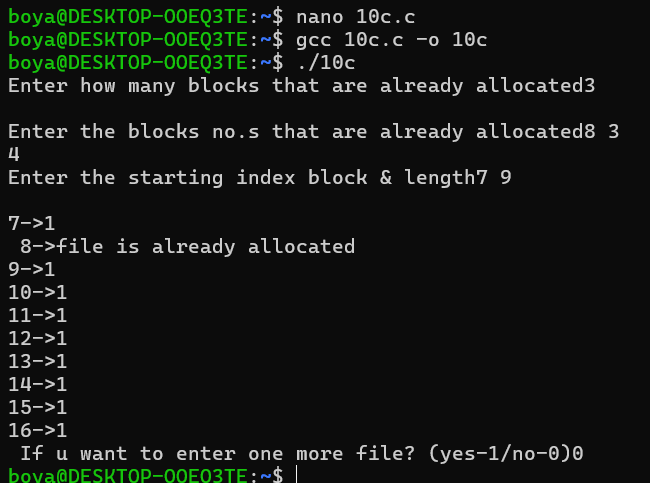 boya@DESKTOP-OOEQ3TE:~$ nano 10c.c
boya@DESKTOP-OOEQ3TE:~$ gcc 10c.c -o 10c
boya@DESKTOP-OOEQ3TE:~$ ./10c
Enter how many blocks that are already allocated3
Enter the blocks no.s that are already allocated8 3
4
Enter the starting index block & length7 9
7->1
8->file is already allocated
9->1
10->1
11->1
12->1
13->1
14->1
15->1
16->1
If u want to enter one more file? (yes-1/no-0)0
boya@DESKTOP-OOEQ3TE:~$